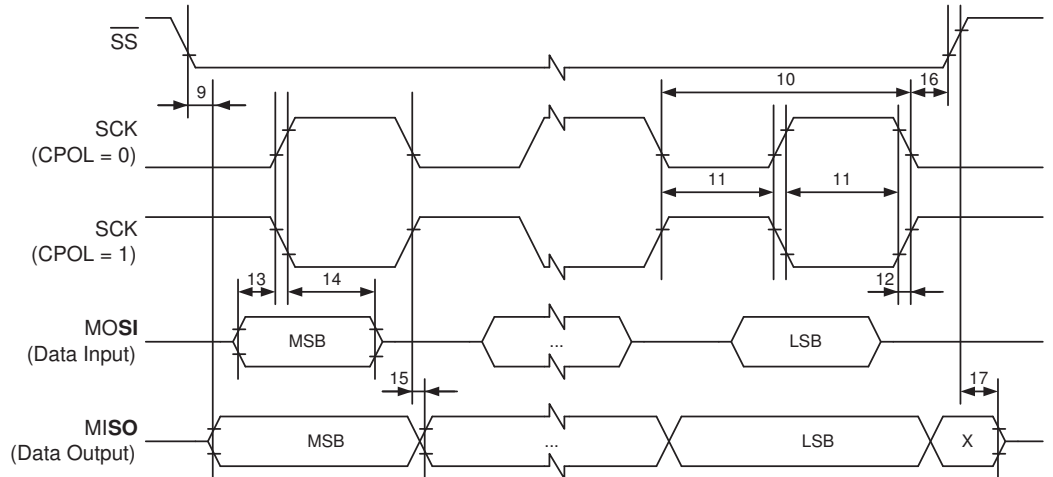 SS
10
16
9
SCK
(CPOL = 0)
11
11
SCK
(CPOL = 1)
13
14
12
MOSI
(Data Input)
MSB
...
LSB
15
17
MISO
(Data Output)
MSB
...
LSB
X